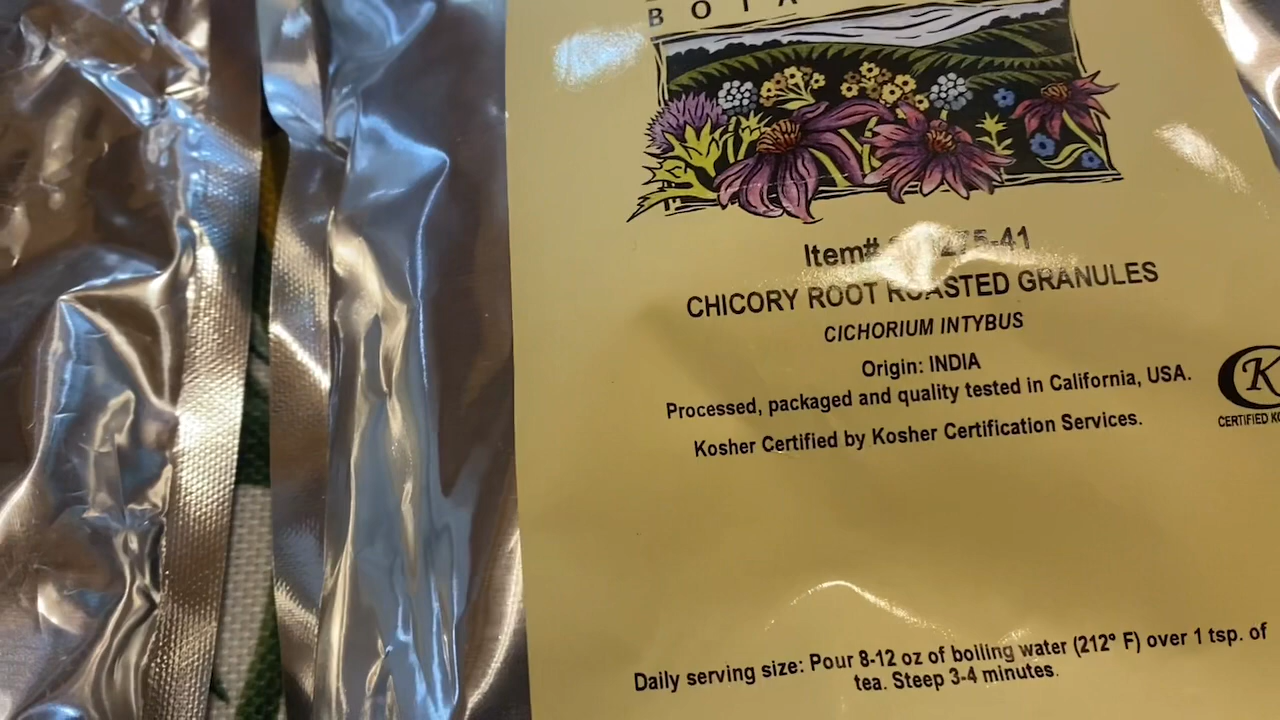 Item# 5-41
CHICORY ROOT ROASTED GRANULES
CICHORIUM INTYBUS
Origin: INDIA
Processed, packaged and quality tested in California, USA.
Kosher Certified by Kosher Certification Services.
K
CERTIFIED
Daily serving size: Pour 8-12 oz of boiling water (212° F) over 1 tsp. of
tea. Steep 3-4 minutes.